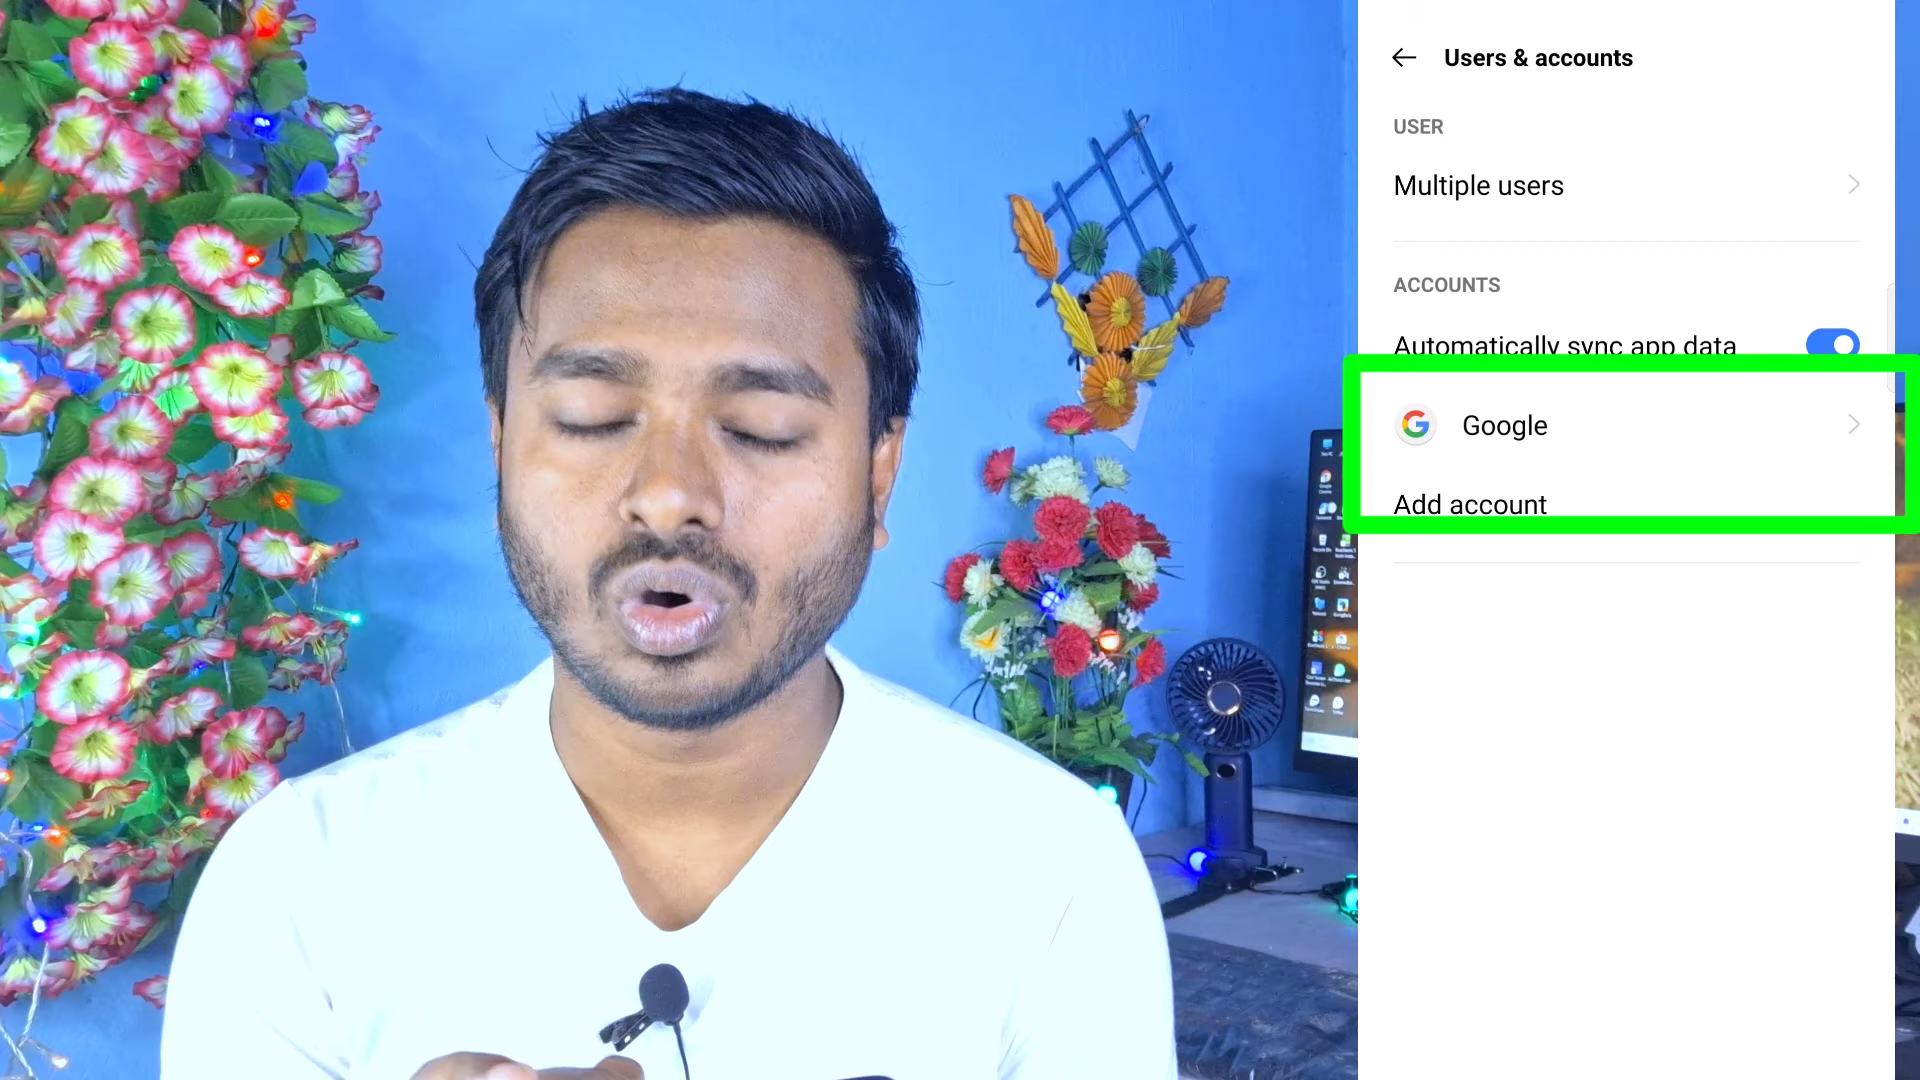 Users & accounts
USER
Multiple users
ACCOUNTS
Automatically sync app data
Google
Add account